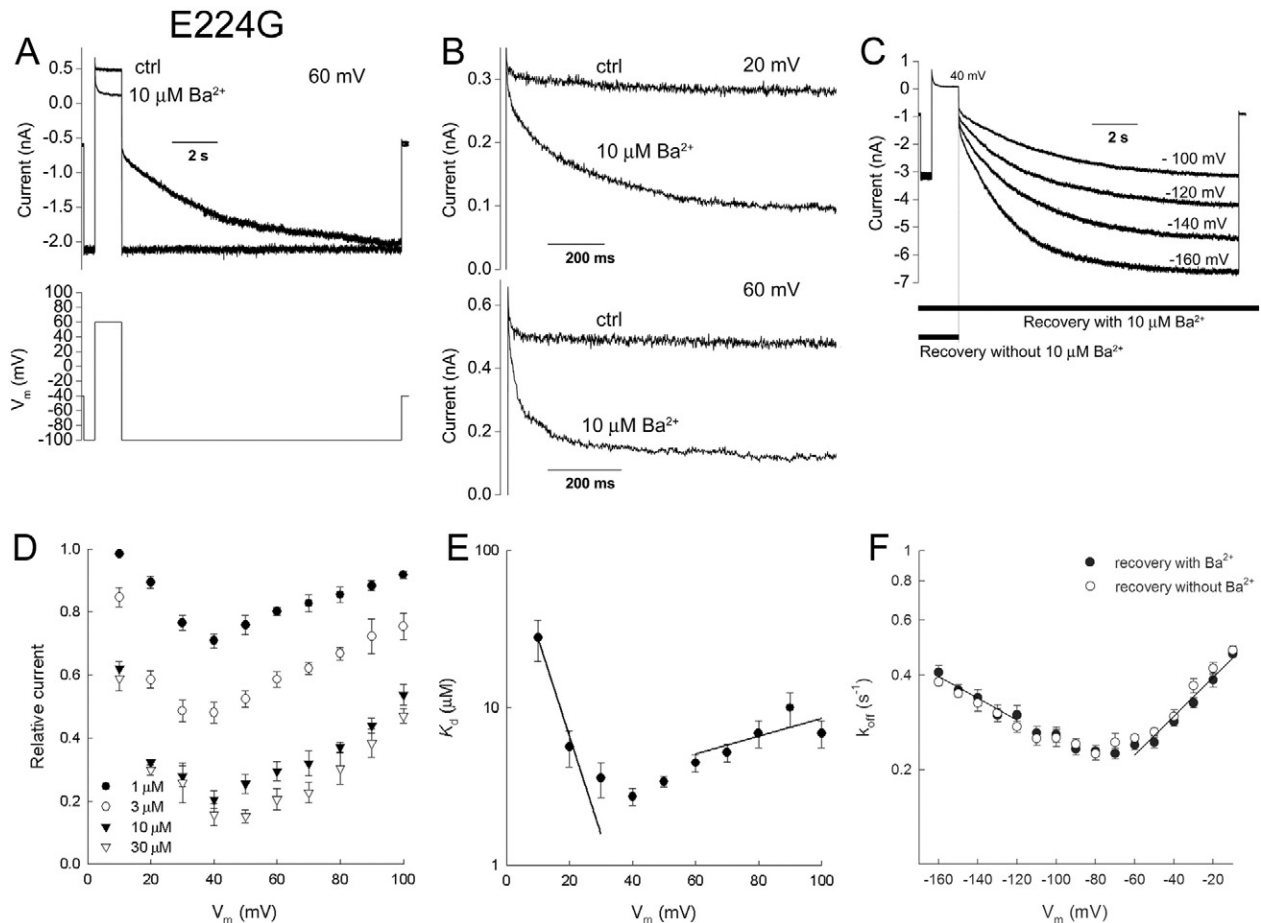 E224G
A
ctrl
60 mV
10 μM Ba²⁺
2 s
Current (nA)
0.5
0.0
-0.5
-1.0
-1.5
-2.0
Vm (mV)
100
80
60
40
20
0
-20
-40
-60
-80
-100
B
ctrl
20 mV
10 μM Ba²⁺
200 ms
Current (nA)
0.3
0.2
0.1
0.0
60 mV
ctrl
10 μM Ba²⁺
200 ms
Current (nA)
0.6
0.4
0.2
0.0
C
40 mV
2 s
- 100 mV
-120 mV
-140 mV
-160 mV
Current (nA)
1
0
-1
-2
-3
-4
-5
-6
-7
Recovery with 10 μM Ba²⁺
Recovery without 10 μM Ba²⁺
D
Relative current
1.0
0.8
0.6
0.4
0.2
0.0
1 μM
3 μM
10 μM
30 μM
0 20 40 60 80 100
Vm (mV)
E
Kd (μM)
100
10
1
0 20 40 60 80 100
Vm (mV)
F
recovery with Ba²⁺
recovery without Ba²⁺
koff (s⁻¹)
1
0.4
0.2
-160 -140 -120 -100 -80 -60 -40 -20
Vm (mV)